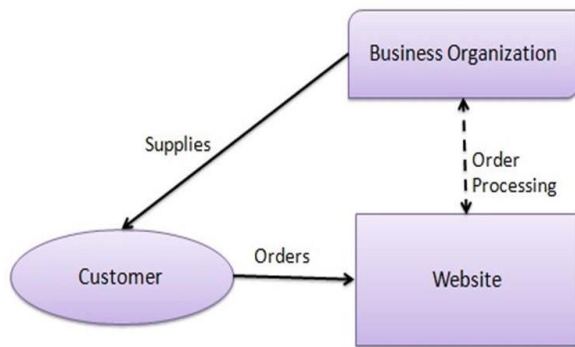 Business Organization
Supplies
Order
Processing
Orders
Customer
Website